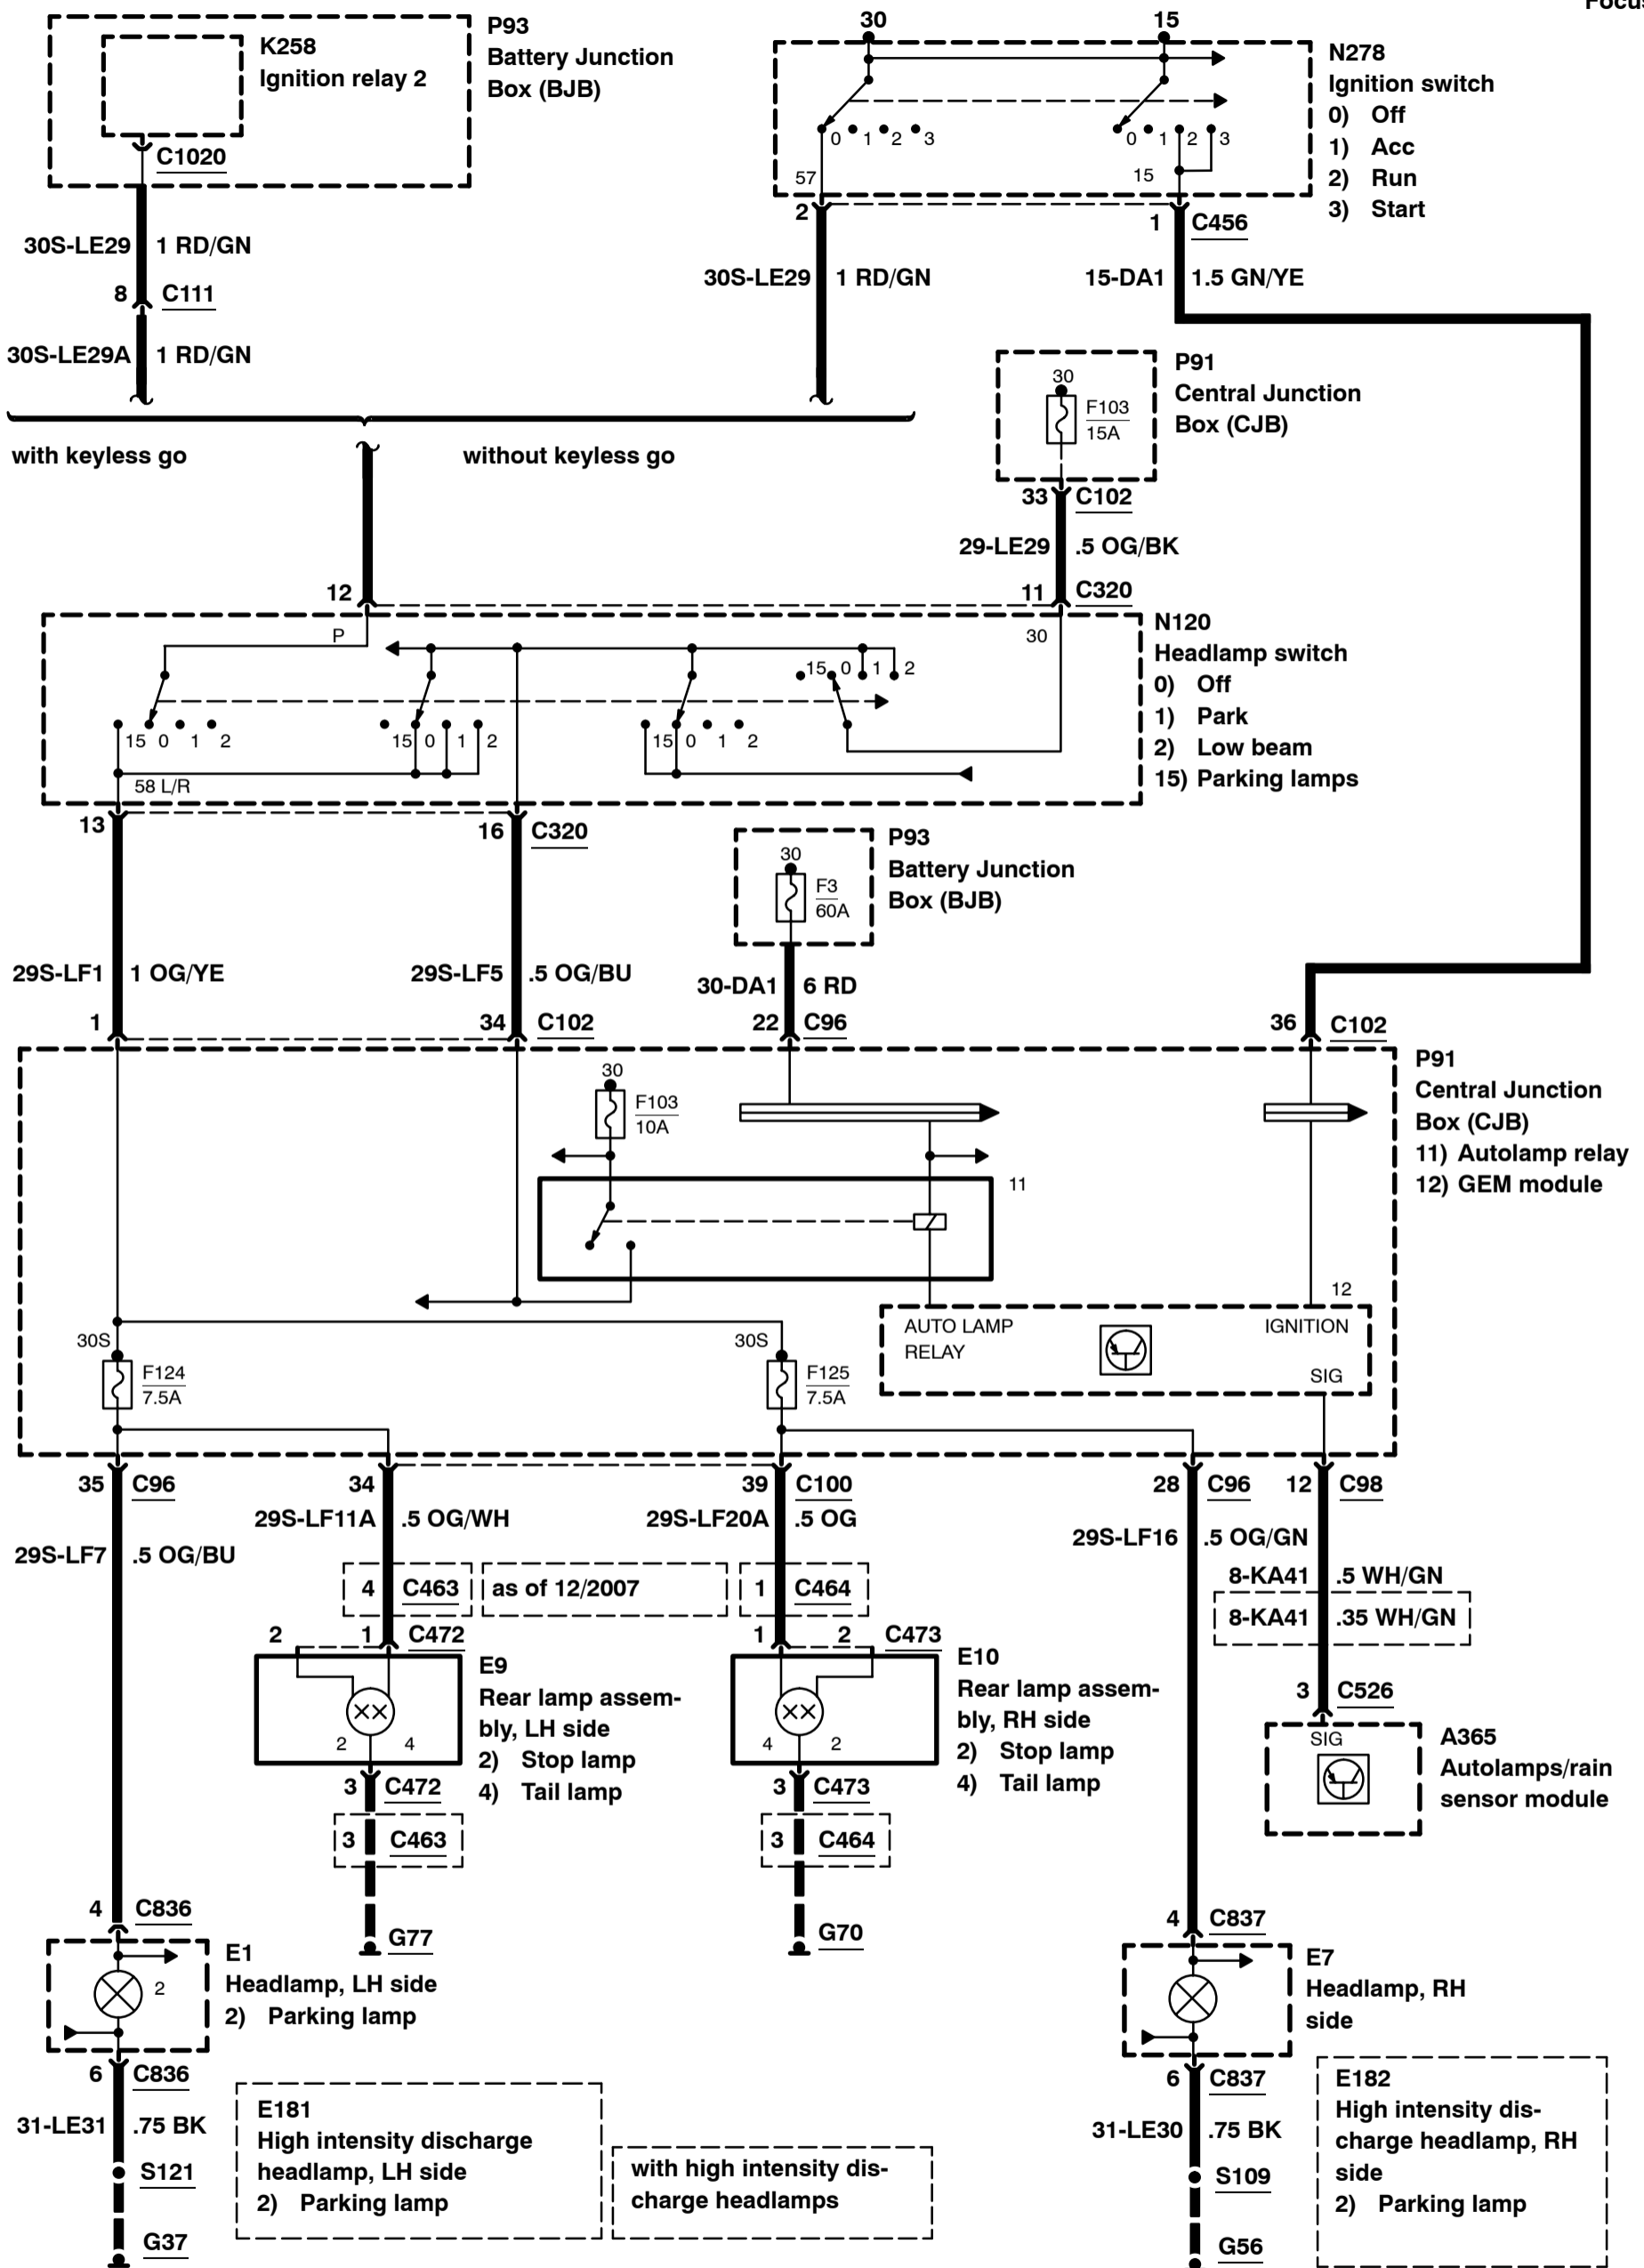 Focus
P93
Battery Junction
Box (BJB)
K258
Ignition relay 2
C1020
30S-LE29 1 RD/GN
8 C111
30S-LE29A 1 RD/GN
30 15
0 1 2 3
0 1 2 3
57
15
N278
Ignition switch
0) Off
1) Acc
2) Run
3) Start
2
1 C456
30S-LE29 1 RD/GN
15-DA1 1.5 GN/YE
with keyless go
without keyless go
30
F103
15A
P91
Central Junction
Box (CJB)
33 C102
29-LE29 .5 OG/BK
12
11 C320
P
30
15 0 1 2
15 0 1 2
15 0 1 2
15 0 1 2
58 L/R
N120
Headlamp switch
0) Off
1) Park
2) Low beam
15) Parking lamps
13
16 C320
30
F3
60A
P93
Battery Junction
Box (BJB)
29S-LF1 1 OG/YE
29S-LF5 .5 OG/BU
30-DA1 6 RD
1
34 C102
22 C96
36 C102
P91
Central Junction
Box (CJB)
11) Autolamp relay
12) GEM module
30
F103
10A
11
12
AUTO LAMP
RELAY
IGNITION
SIG
30S
F124
7.5A
30S
F125
7.5A
35 C96
34
39 C100
28 C96
12 C98
29S-LF7 .5 OG/BU
29S-LF11A .5 OG/WH
29S-LF20A .5 OG
29S-LF16 .5 OG/GN
8-KA41 .5 WH/GN
8-KA41 .35 WH/GN
4 C463
as of 12/2007
1 C464
2 1 C472
1 2 C473
2 4
E9
Rear lamp assem-
bly, LH side
2) Stop lamp
4) Tail lamp
4 2
E10
Rear lamp assem-
bly, RH side
2) Stop lamp
4) Tail lamp
3 C526
SIG
A365
Autolamps/rain
sensor module
3 C472
3 C463
G77
3 C473
3 C464
G70
4 C836
2
E1
Headlamp, LH side
2) Parking lamp
6 C836
31-LE31 .75 BK
S121
G37
4 C837
E7
Headlamp, RH
side
6 C837
31-LE30 .75 BK
S109
G56
E181
High intensity discharge
headlamp, LH side
2) Parking lamp
with high intensity dis-
charge headlamps
E182
High intensity dis-
charge headlamp, RH
side
2) Parking lamp